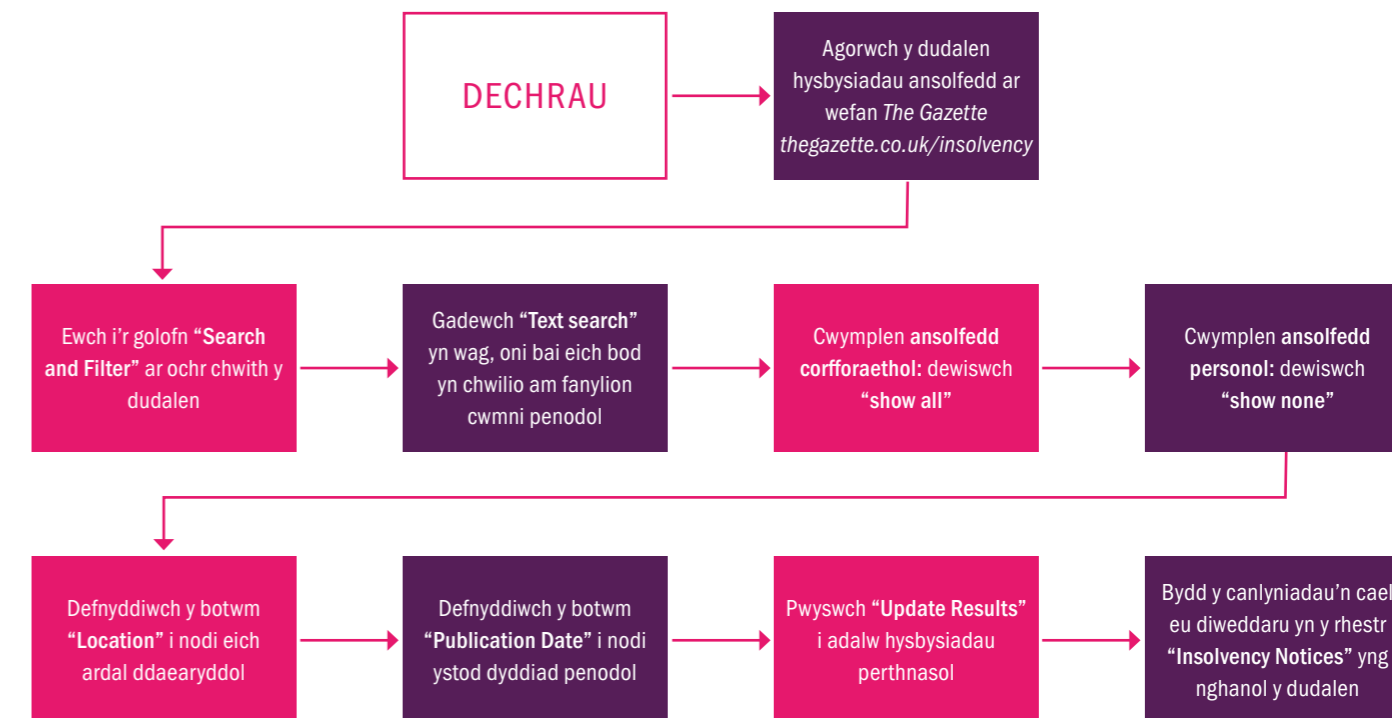 DECHRAU
Agorwch y dudalen
hysbysiadau ansolfedd ar
wefan The Gazette
thegazette.co.uk/insolvency
Ewch i'r golofn “Search
and Filter” ar ochr chwith y
dudalen
Gadewch “Text search”
yn wag, oni bai eich bod
yn chwilio am fanylion
cwmni penodol
Cwymplen ansolfedd
corfforaethol: dewiswch
“show all”
Cwymplen ansolfedd
personol: dewiswch
“show none”
Defnyddiwch y botwm
“Location” i nodi eich
ardal ddaearyddol
Defnyddiwch y botwm
“Publication Date” i nodi
ystod dyddiad penodol
Pwyswch “Update Results”
i adalw hysbysiadau
perthnasol
Bydd y canlyniadau’n cael
eu diweddaru yn y rhestr
“Insolvency Notices” yng
nghanol y dudalen